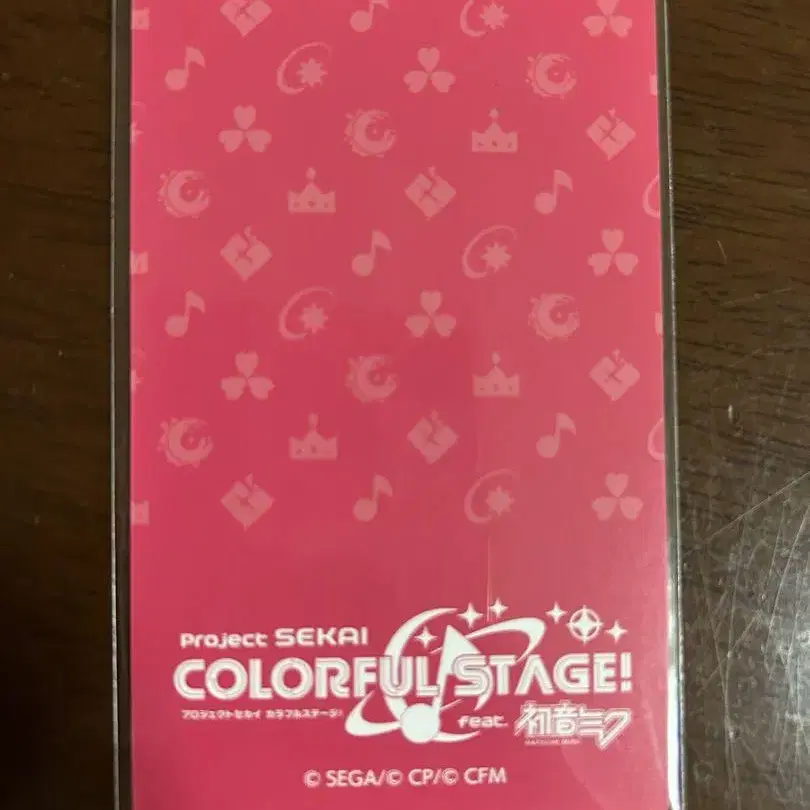 Project SEKAI
COLORFUL STAGE!
プロジェクトセカイ カラフルステージ!
feat. 初音ミク
HATSUNE MIKU
© SEGA/© CP/© CFM